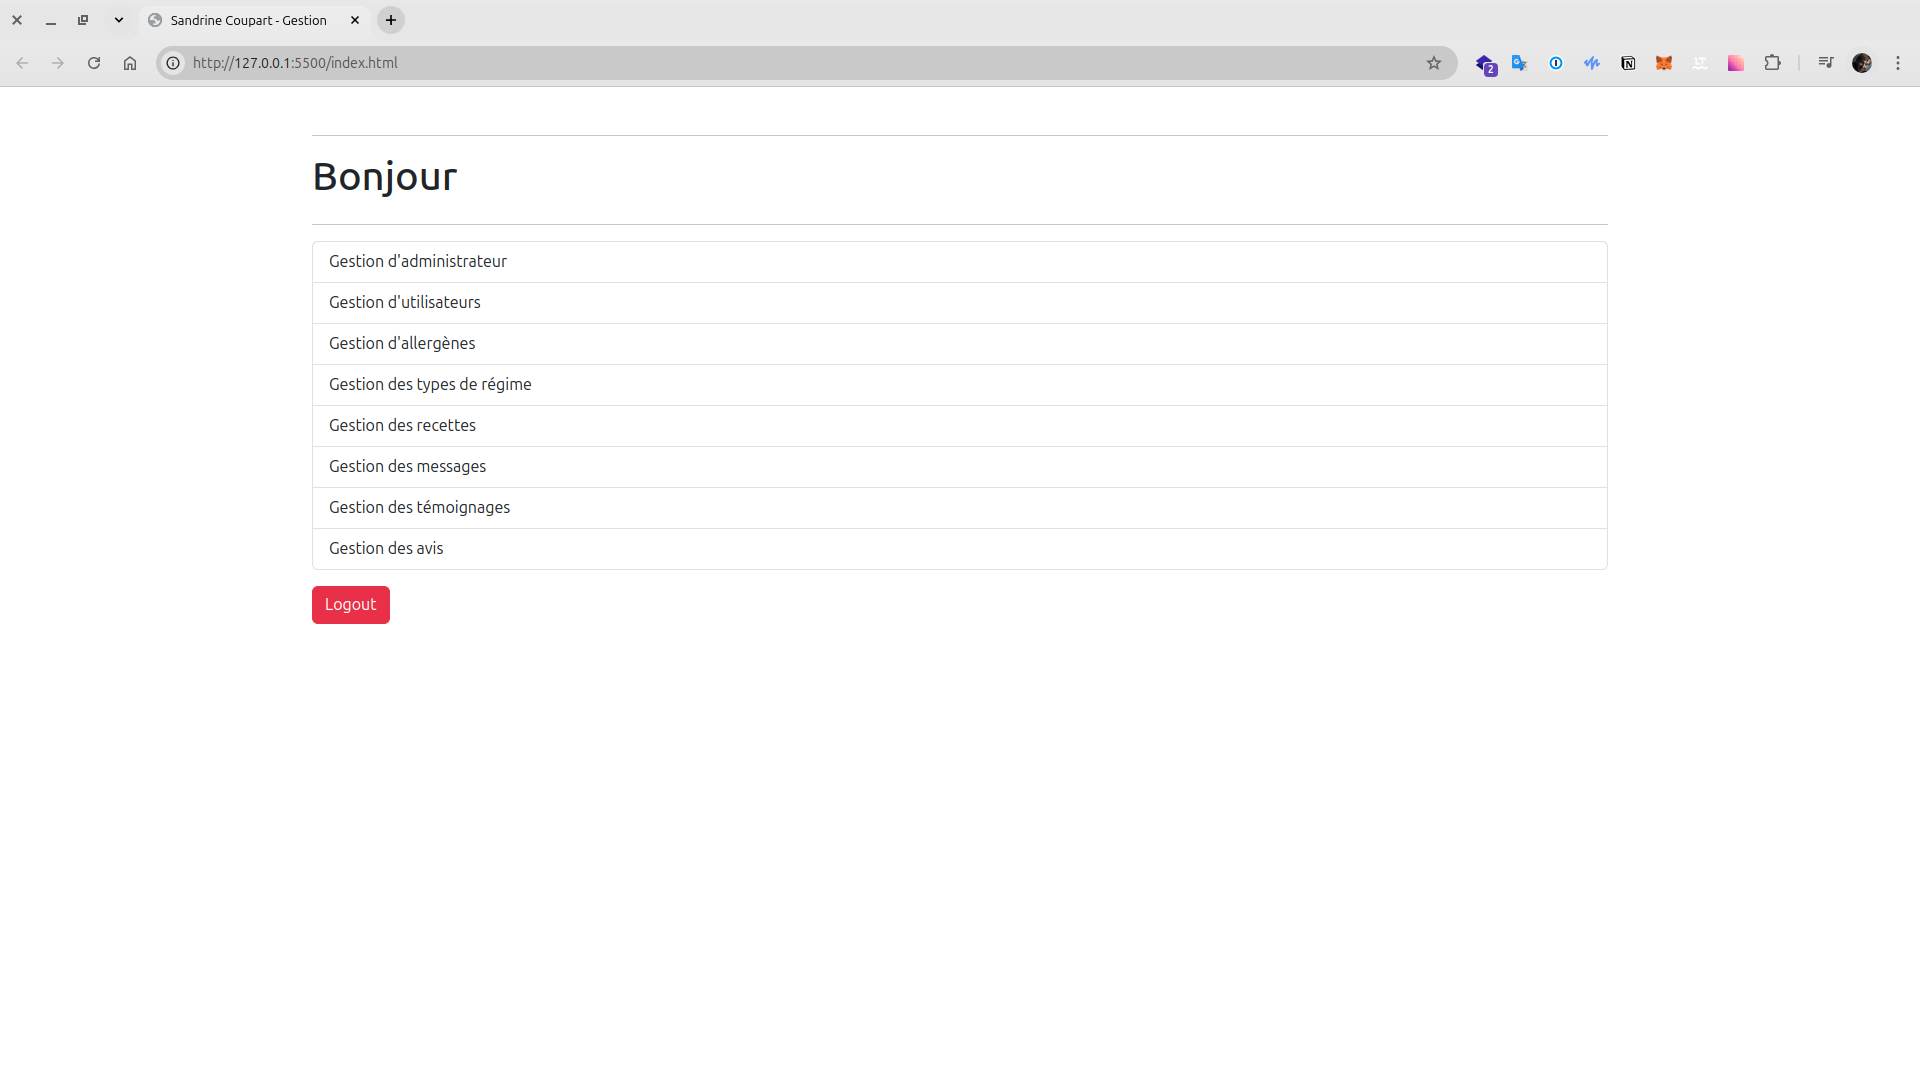 Sandrine Coupart - Gestion
http://127.0.0.1:5500/index.html
2
Bonjour
Gestion d'administrateur
Gestion d'utilisateurs
Gestion d'allergènes
Gestion des types de régime
Gestion des recettes
Gestion des messages
Gestion des témoignages
Gestion des avis
Logout